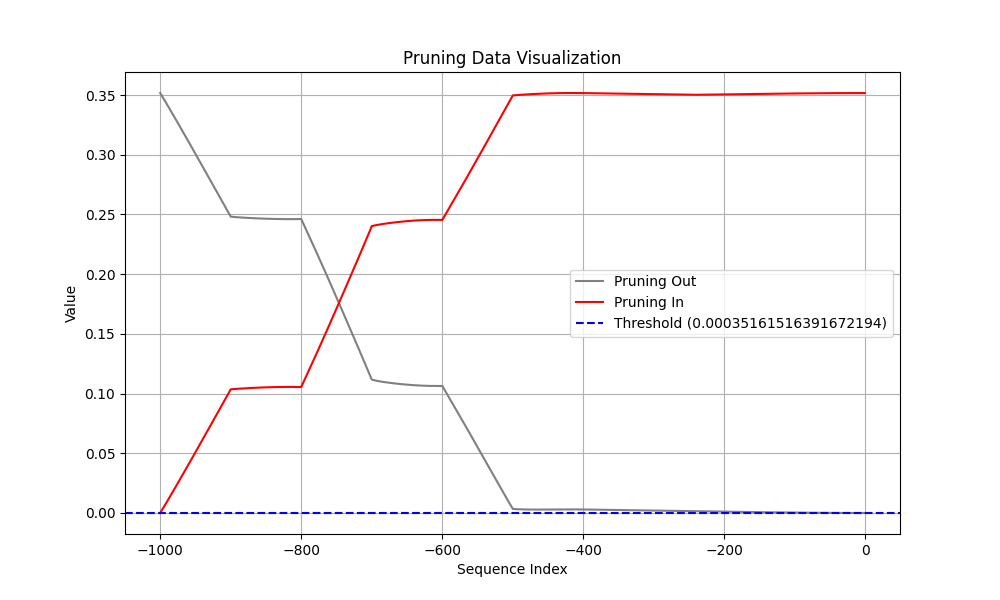 Pruning Data Visualization
Value
0.35
0.30
0.25
0.20
0.15
0.10
0.05
0.00
Pruning Out
Pruning In
Threshold (0.00035161516391672194)
−1000
−800
−600
−400
−200
0
Sequence Index